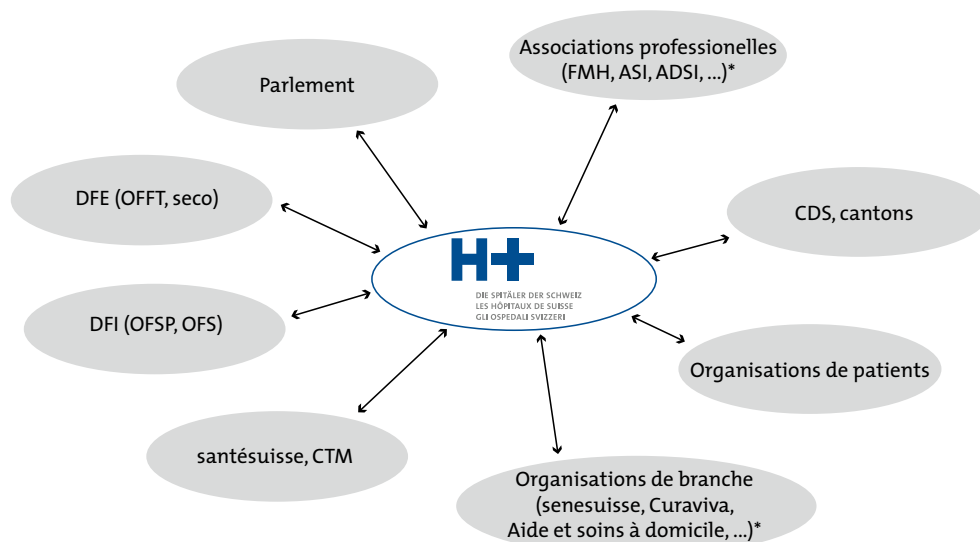 Associations professionelles
(FMH, ASI, ADSI, ...)*
Parlement
DFE (OFFT, seco)
CDS, cantons
H+
DIE SPITÄLER DER SCHWEIZ
LES HÔPITAUX DE SUISSE
GLI OSPEDALI SVIZZERI
DFI (OFSP, OFS)
Organisations de patients
santésuisse, CTM
Organisations de branche
(senesuisse, Curaviva,
Aide et soins à domicile, ...)*